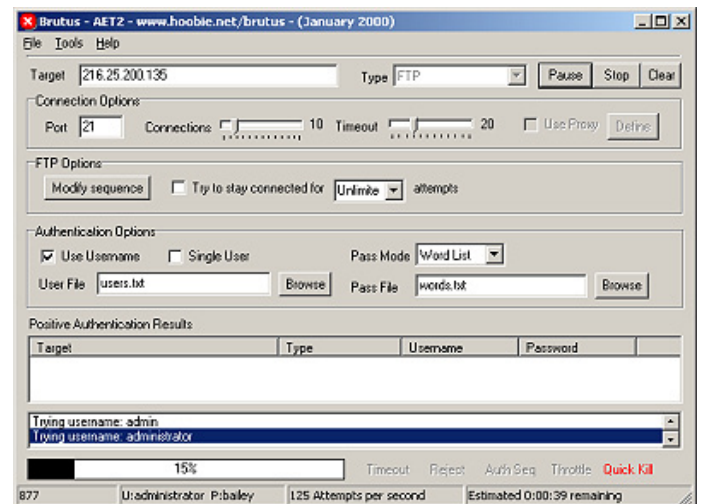 Brutus - AET2 - www.hoobie.net/brutus - (January 2000)
File Tools Help
Target 216.25.200.135 Type FTP Pause Stop Clear
Connection Options
Port 21 Connections 10 Timeout 20 Use Proxy Define
FTP Options
Modify sequence Try to stay connected for Unlimite attempts
Authentication Options
Use Username Single User Pass Mode Word List
User File users.txt Browse Pass File words.txt Browse
Positive Authentication Results
Target Type Username Password
Trying username: admin
Trying username: administrator
15% Timeout Reject Auth Seq Throttle Quick Kill
877 U:administrator P:bailey 125 Attempts per second Estimated 0:00:39 remaining